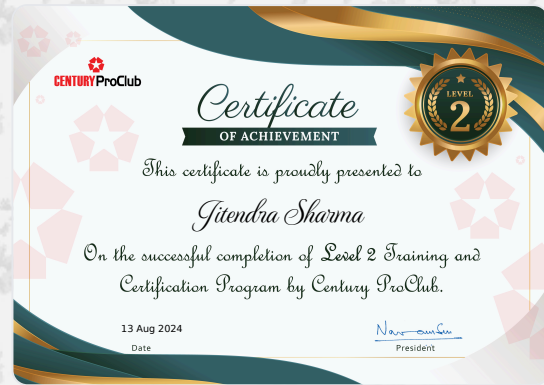 CENTURY ProClub
Certificate
OF ACHIEVEMENT
LEVEL
2
This certificate is proudly presented to
Jitendra Sharma
On the successful completion of Level 2 Training and
Certification Program by Century ProClub.
13 Aug 2024
Date
President